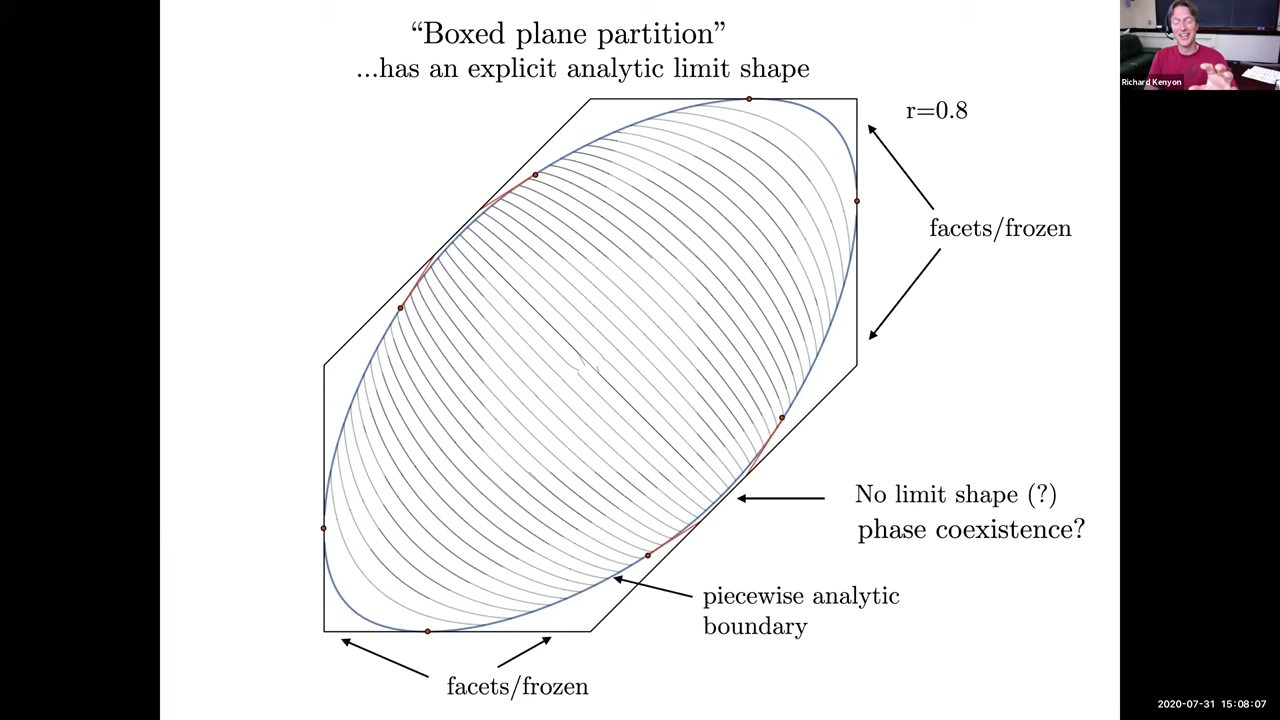 “Boxed plane partition”
...has an explicit analytic limit shape
r=0.8
Richard Kenyon
facets/frozen
No limit shape (?)
phase coexistence?
piecewise analytic
boundary
facets/frozen
2020-07-31 15:08:07